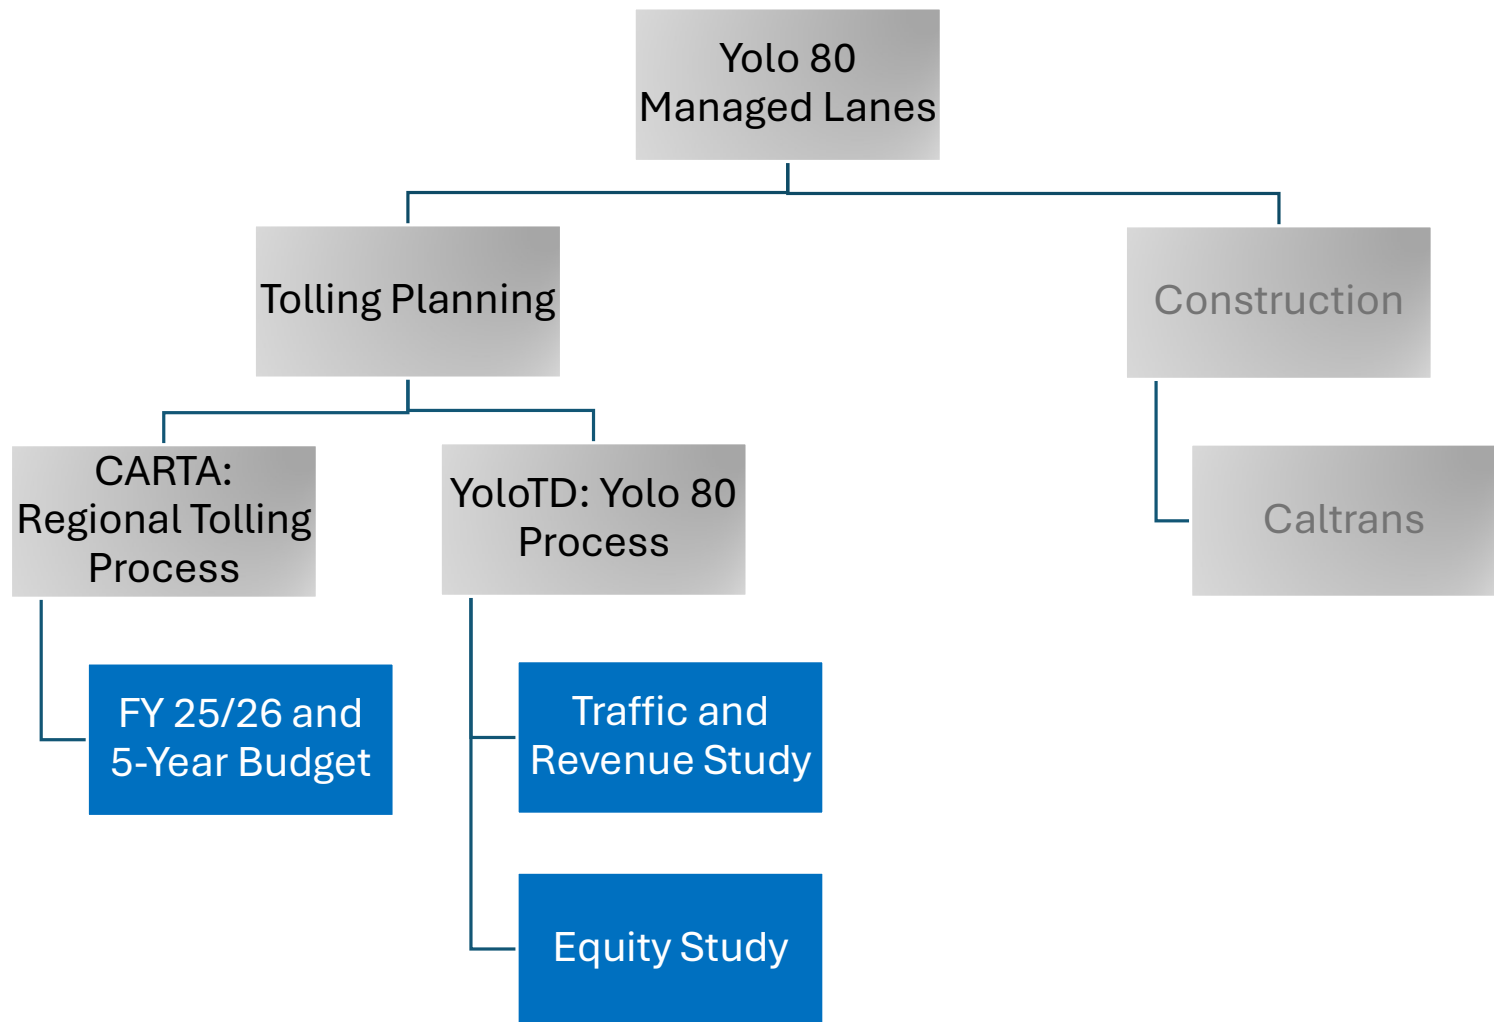 Yolo 80
Managed Lanes
Tolling Planning
Construction
CARTA:
Regional Tolling
Process
YoloTD: Yolo 80
Process
Caltrans
FY 25/26 and
5-Year Budget
Traffic and
Revenue Study
Equity Study